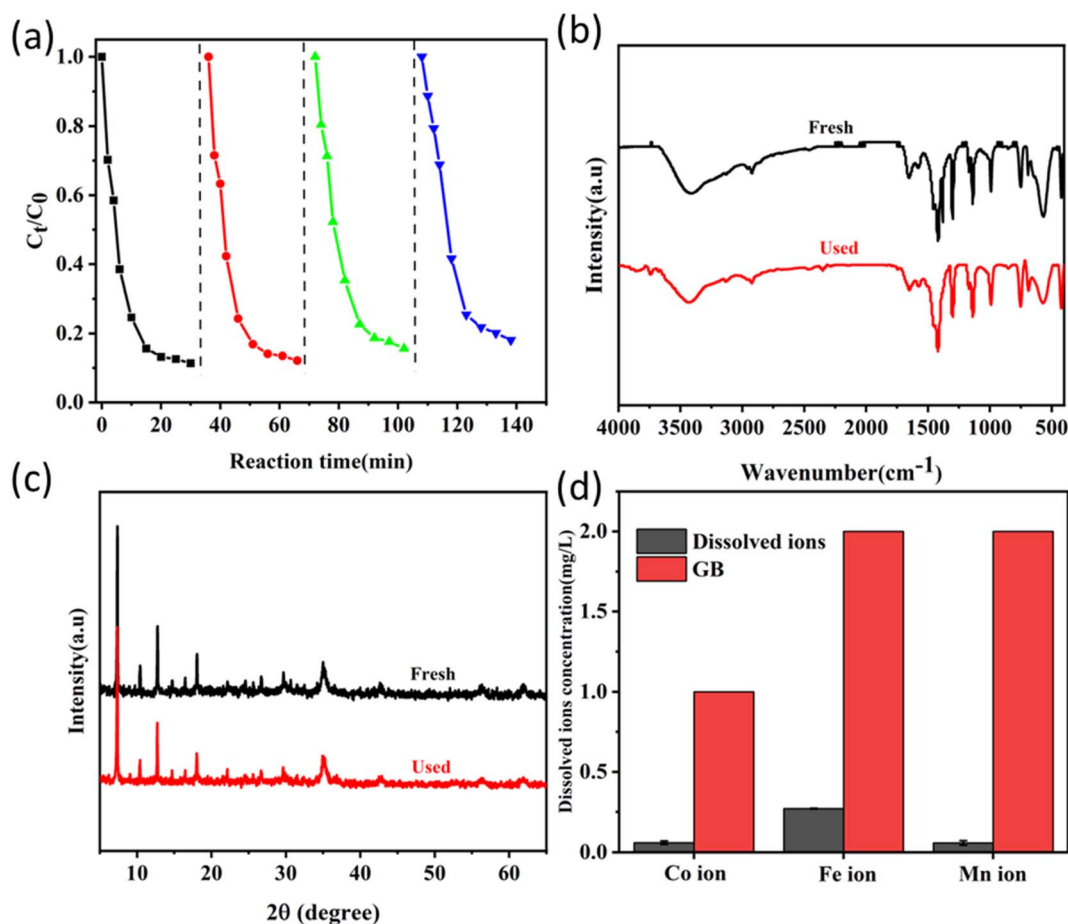 (a)
1.0
0.8
0.6
0.4
0.2
0.0
Ct/C0
0 20 40 60 80 100 120 140
Reaction time(min)
(b)
Fresh
Used
Intensity(a.u)
4000 3500 3000 2500 2000 1500 1000 500
Wavenumber(cm-1)
(c)
Fresh
Used
Intensity(a.u)
10 20 30 40 50 60
2θ (degree)
(d)
Dissolved ions
GB
2.0
1.5
1.0
0.5
0.0
Dissolved ions concentration(mg/L)
Co ion Fe ion Mn ion